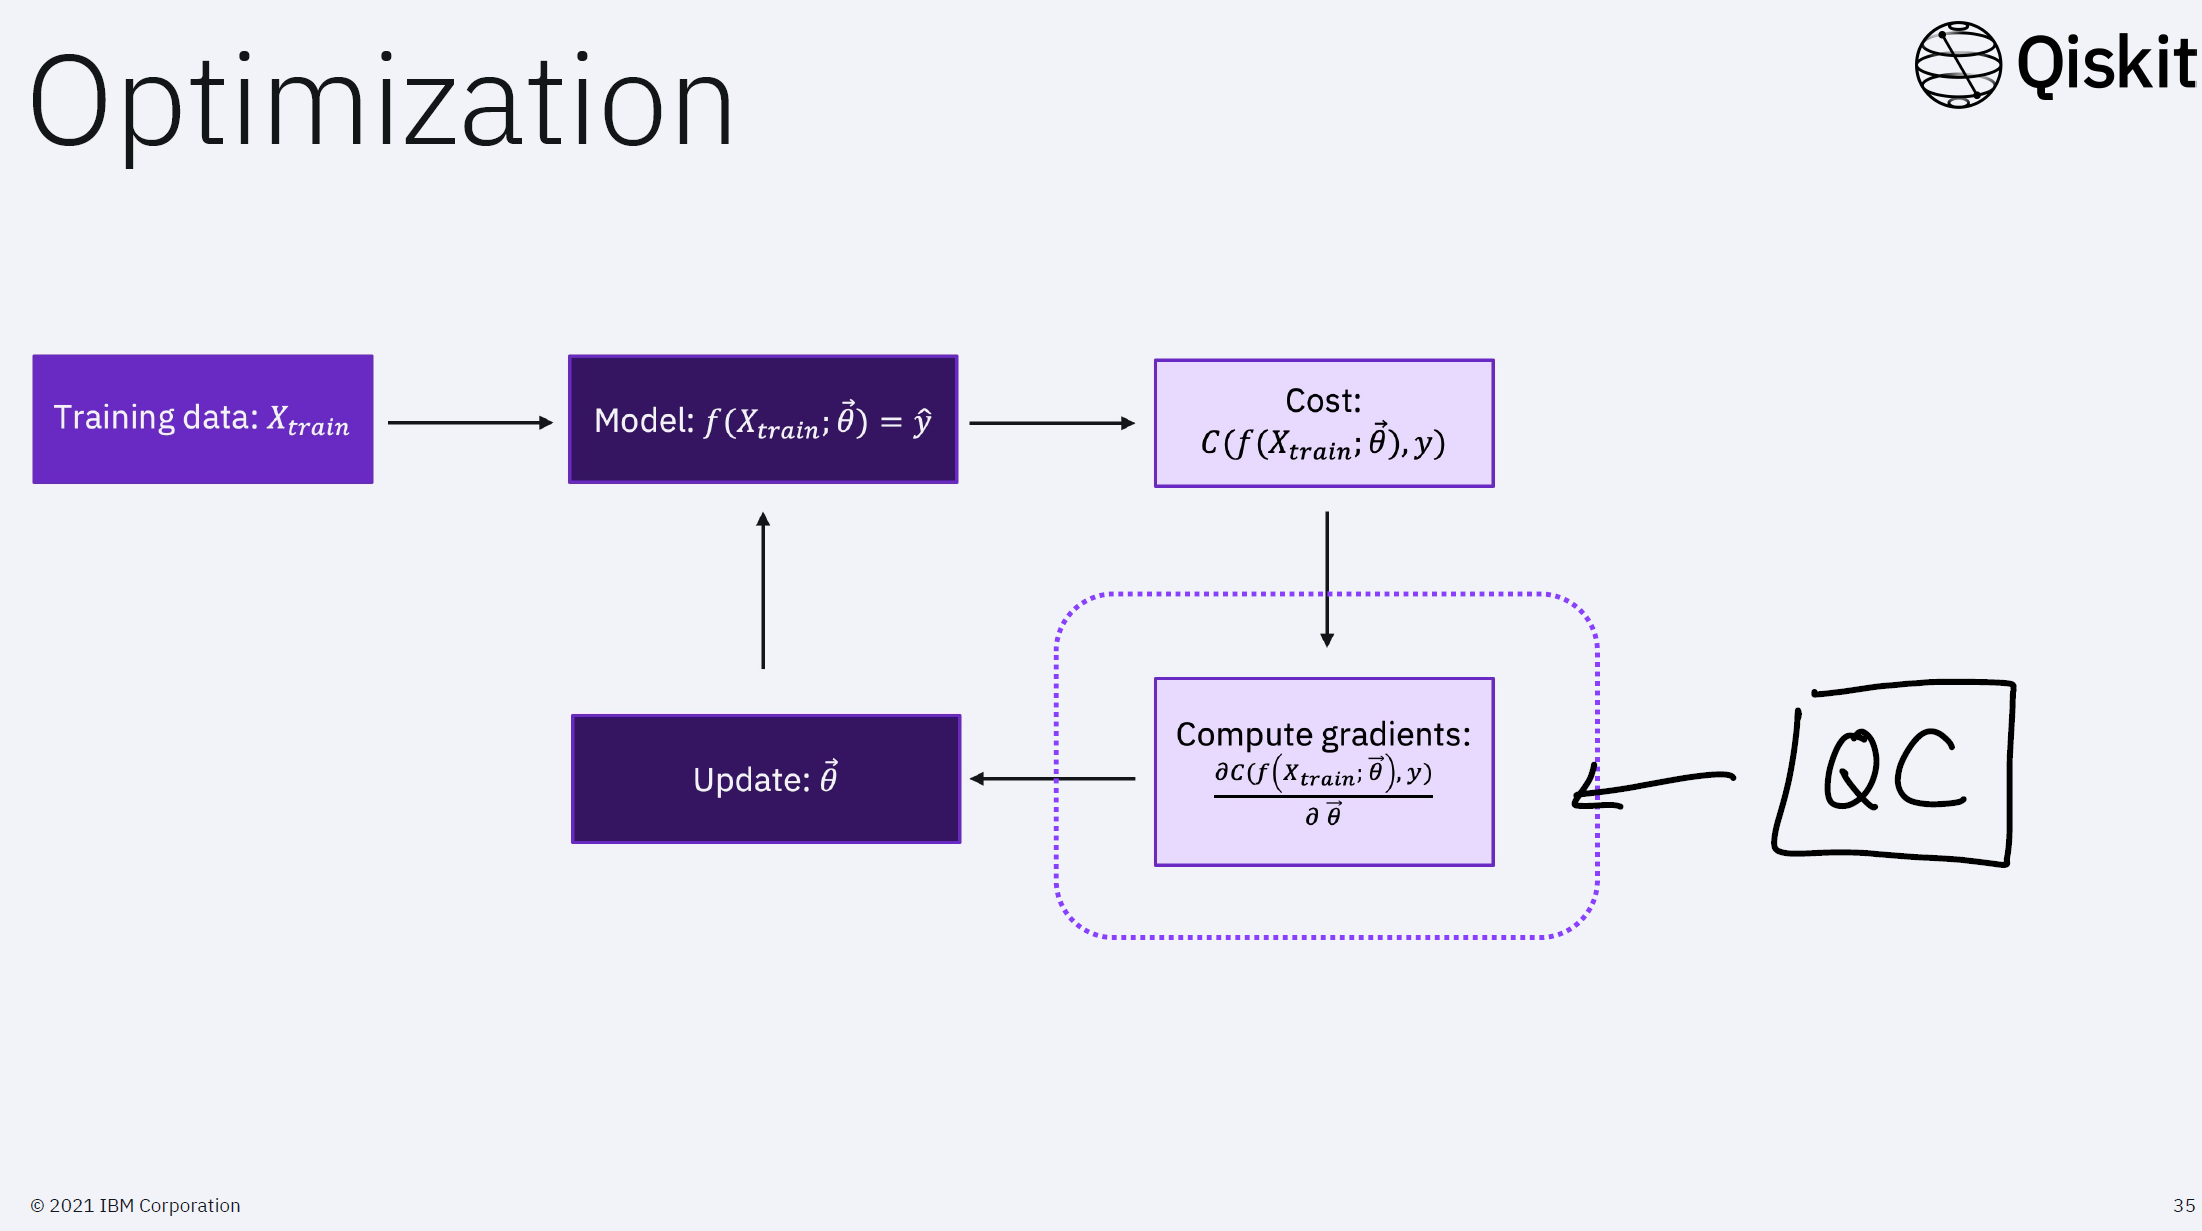 Optimization
Qiskit
Training data: X_train
Model: f(X_train; θ⃗) = ŷ
Cost:
C(f(X_train; θ⃗), y)
Compute gradients:
∂C(f(X_train; θ⃗), y)
∂ θ⃗
Update: θ⃗
QC
© 2021 IBM Corporation
35